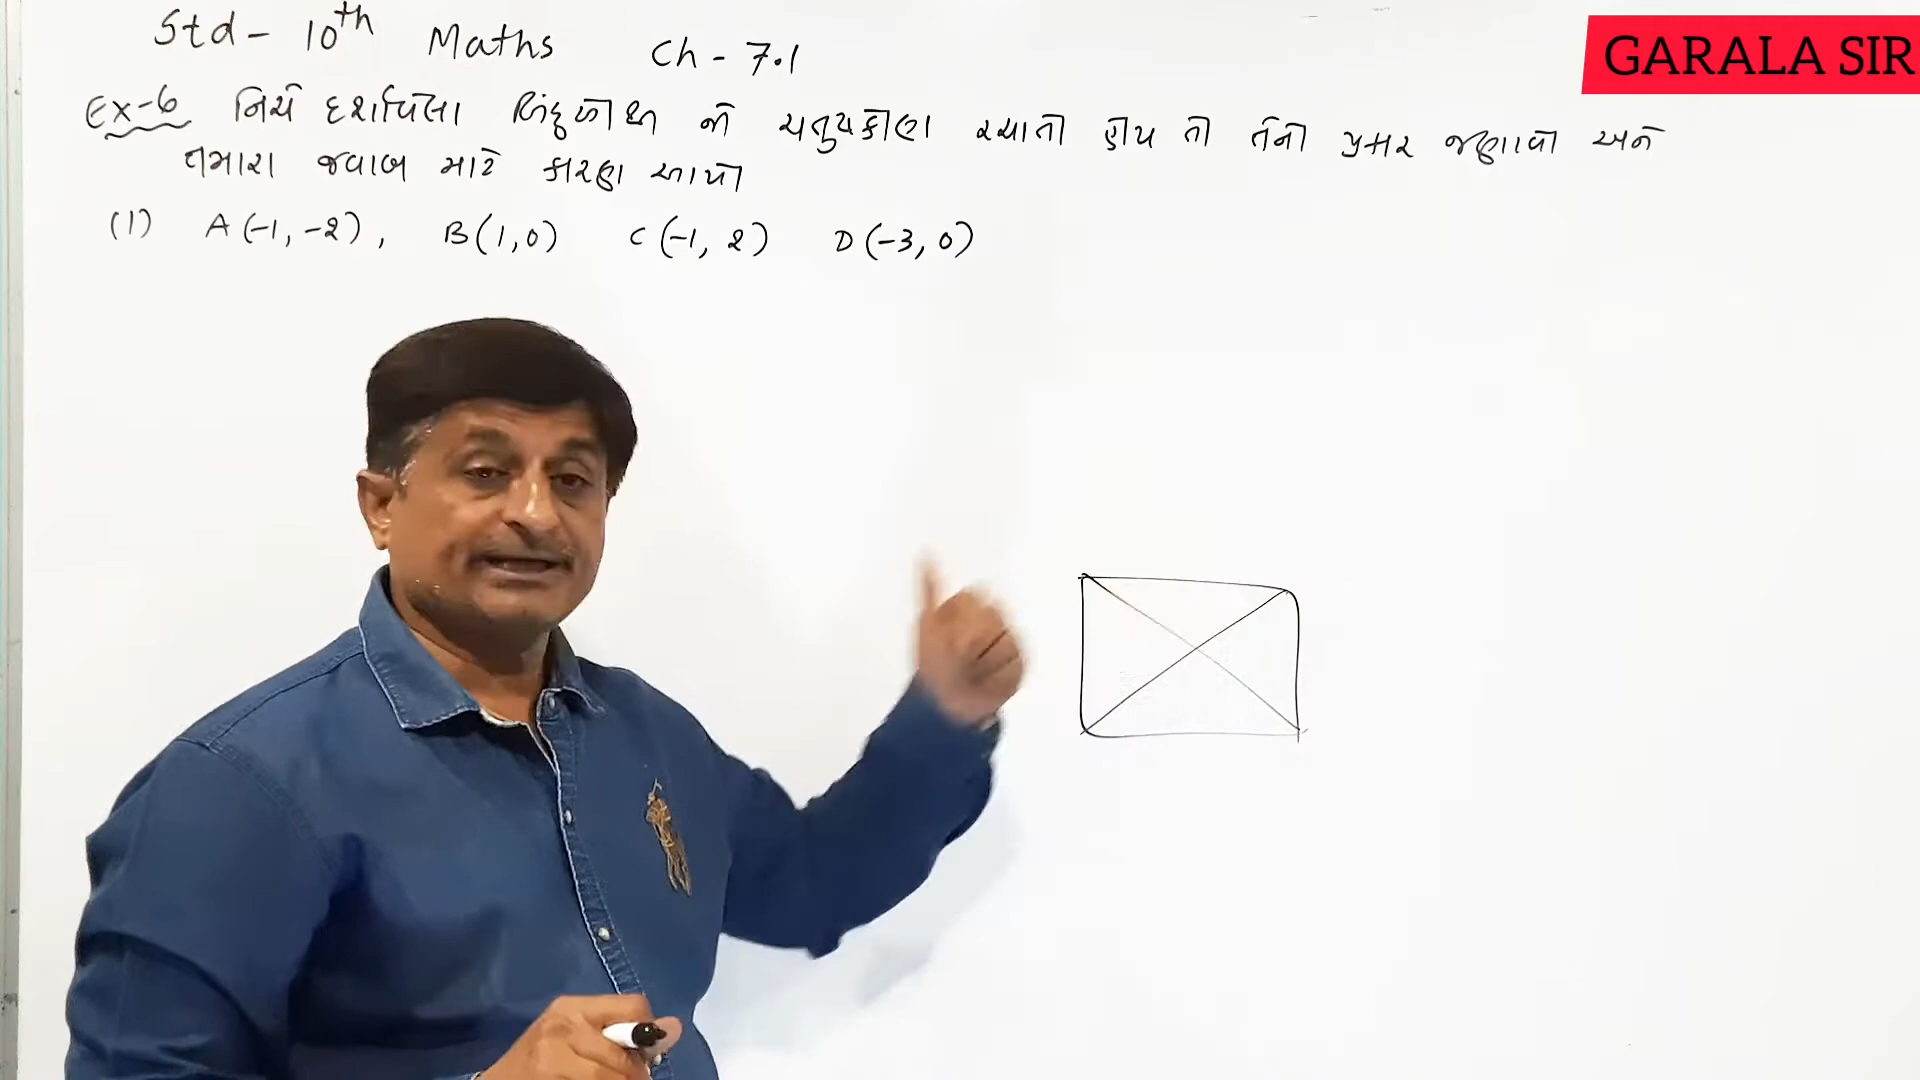 Std - 10th Maths Ch - 7.1
GARALA SIR
Ex-6 નિચે દર્શાવેલા બિંદુઓથી જો ચતુષ્કોણ રચાતો હોય તો તેનો પ્રકાર જણાવો અને
તમારા જવાબ માટે કારણ આપો
(1) A (-1, -2), B (1, 0) C (-1, 2) D (-3, 0)